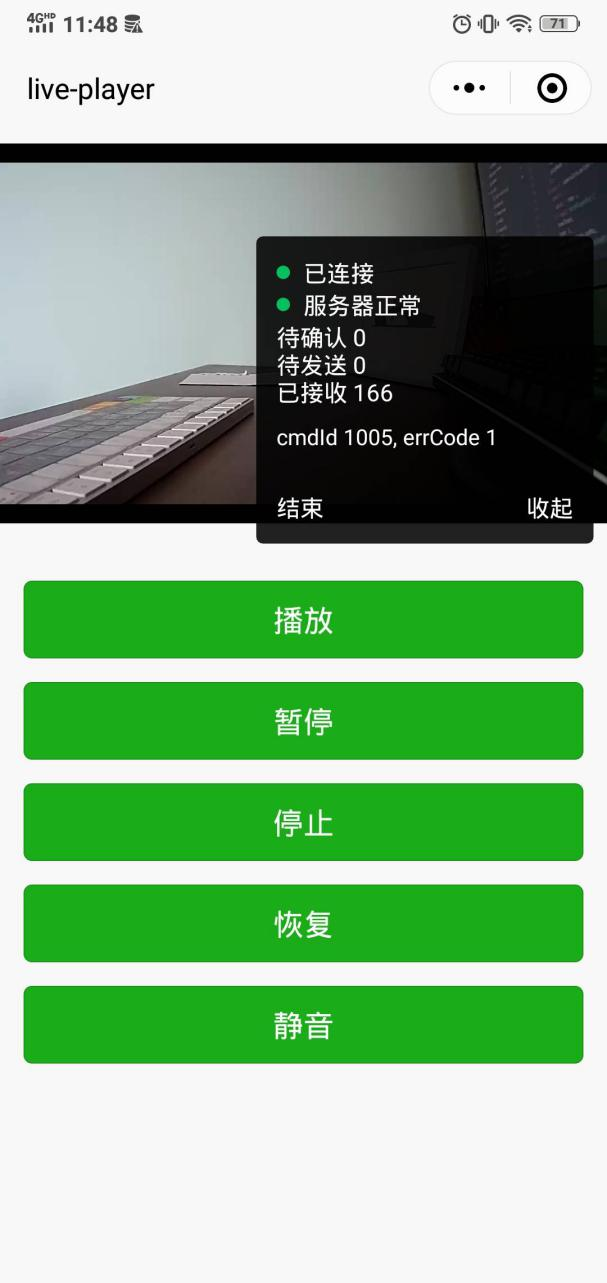 4G HD 11:48 71
live-player
已连接
服务器正常
待确认 0
待发送 0
已接收 166
cmdId 1005, errCode 1
结束 收起
播放
暂停
停止
恢复
静音